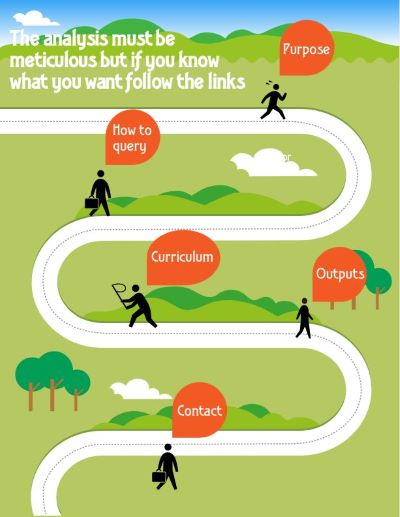 The analysis must be
meticulous but if you know
what you want follow the links
Purpose
How to
query
or
Curriculum
Outputs
Contact